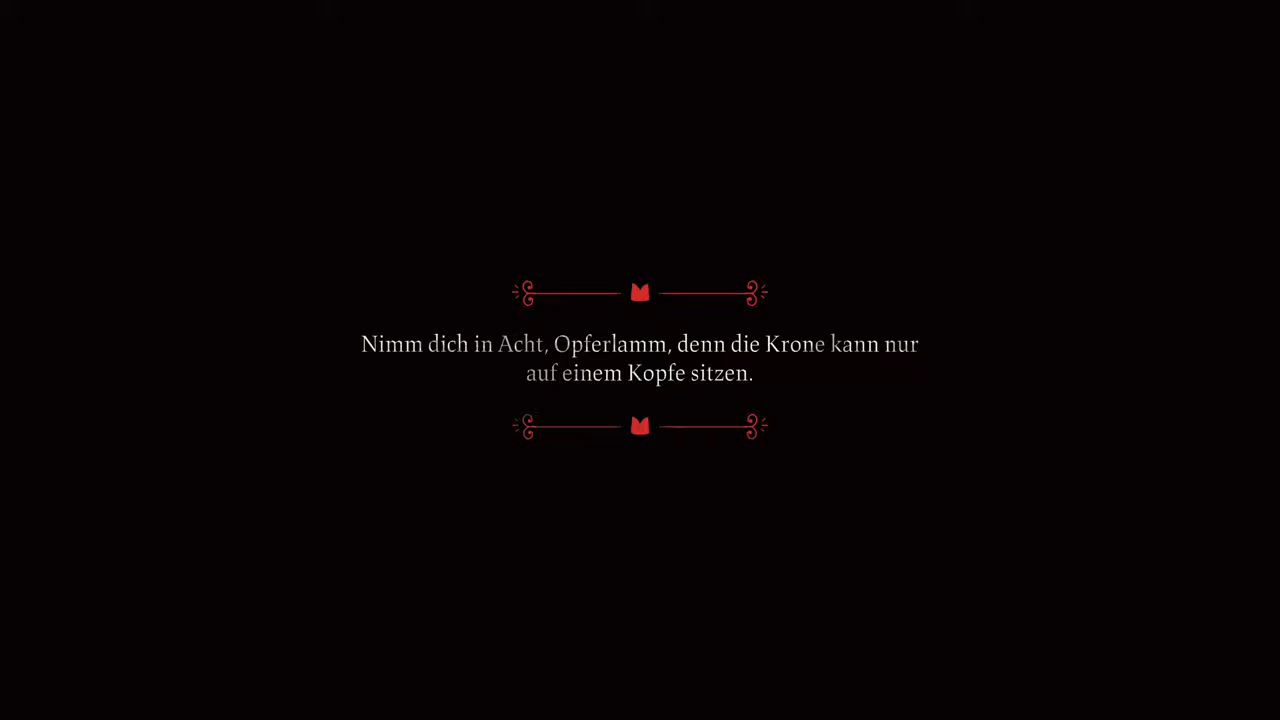 Nimm dich in Acht, Opferlamm, denn die Krone kann nur
auf einem Kopfe sitzen.